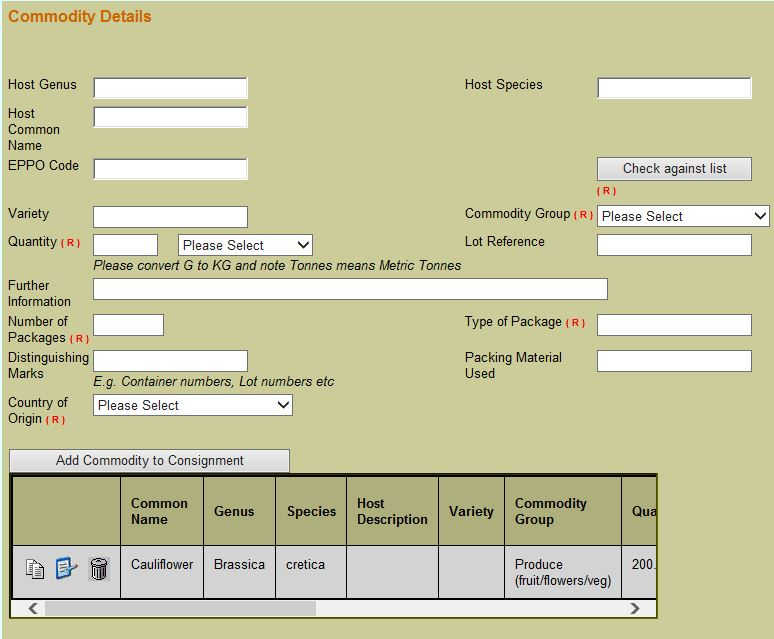 Commodity Details
Host Genus
Host Species
Host
Common
Name
EPPO Code
Check against list
( R )
Variety
Commodity Group ( R )
Please Select
Quantity ( R )
Please Select
Lot Reference
Please convert G to KG and note Tonnes means Metric Tonnes
Further
Information
Number of
Packages ( R )
Type of Package ( R )
Distinguishing
Marks
E.g. Container numbers, Lot numbers etc
Packing Material
Used
Country of
Origin ( R )
Please Select
Add Commodity to Consignment
Common
Name
Genus
Species
Host
Description
Variety
Commodity
Group
Qua
Cauliflower
Brassica
cretica
Produce
(fruit/flowers/veg)
200.